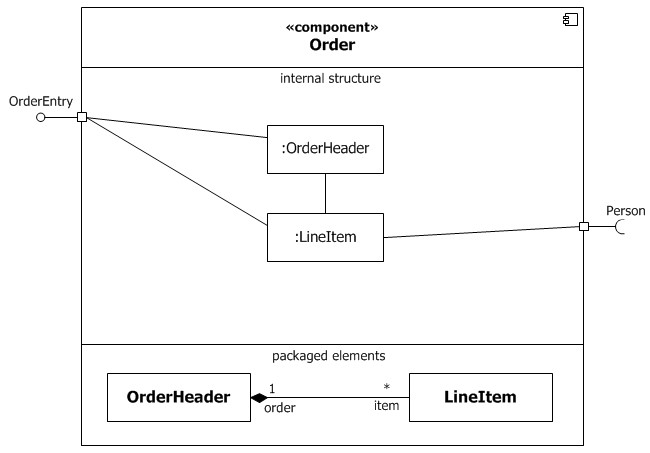 «component»
Order
internal structure
OrderEntry
:OrderHeader
Person
:LineItem
packaged elements
OrderHeader
1
order
*
item
LineItem